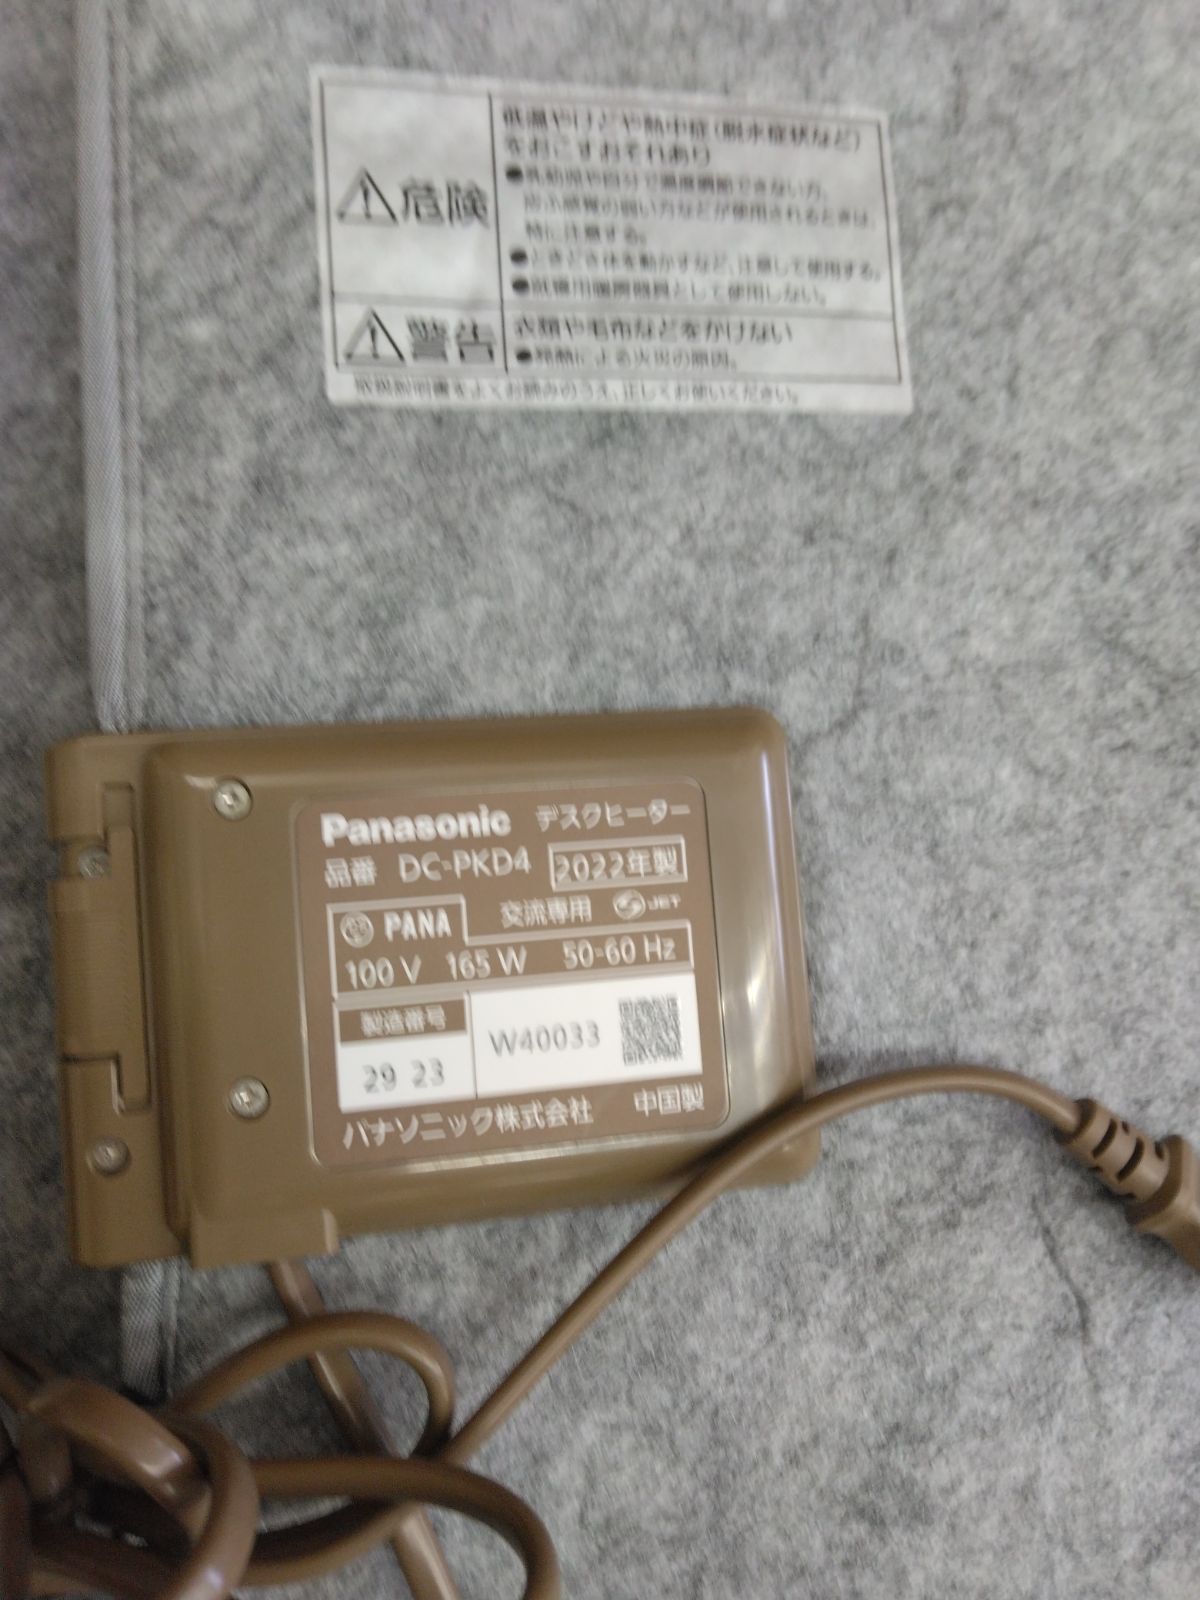 危険
低温やけどや熱中症(脱水症状など)
をおこすおそれあり
●乳幼児や自分で温度調節できない方、
皮ふ感覚の弱い方などが使用されるときは、
特に注意する。
●ときどき体を動かすなど、注意して使用する。
●就寝用暖房器具として使用しない。
警告
衣類や毛布などをかけない
●異常による火災の原因。
取扱説明書をよくお読みのうえ、正しくお使いください。
Panasonic デスクヒーター
品番 DC-PKD4 2022年製
PANA 交流専用 JET
100 V 165 W 50-60 Hz
製造番号
29 23 W40033
パナソニック株式会社 中国製